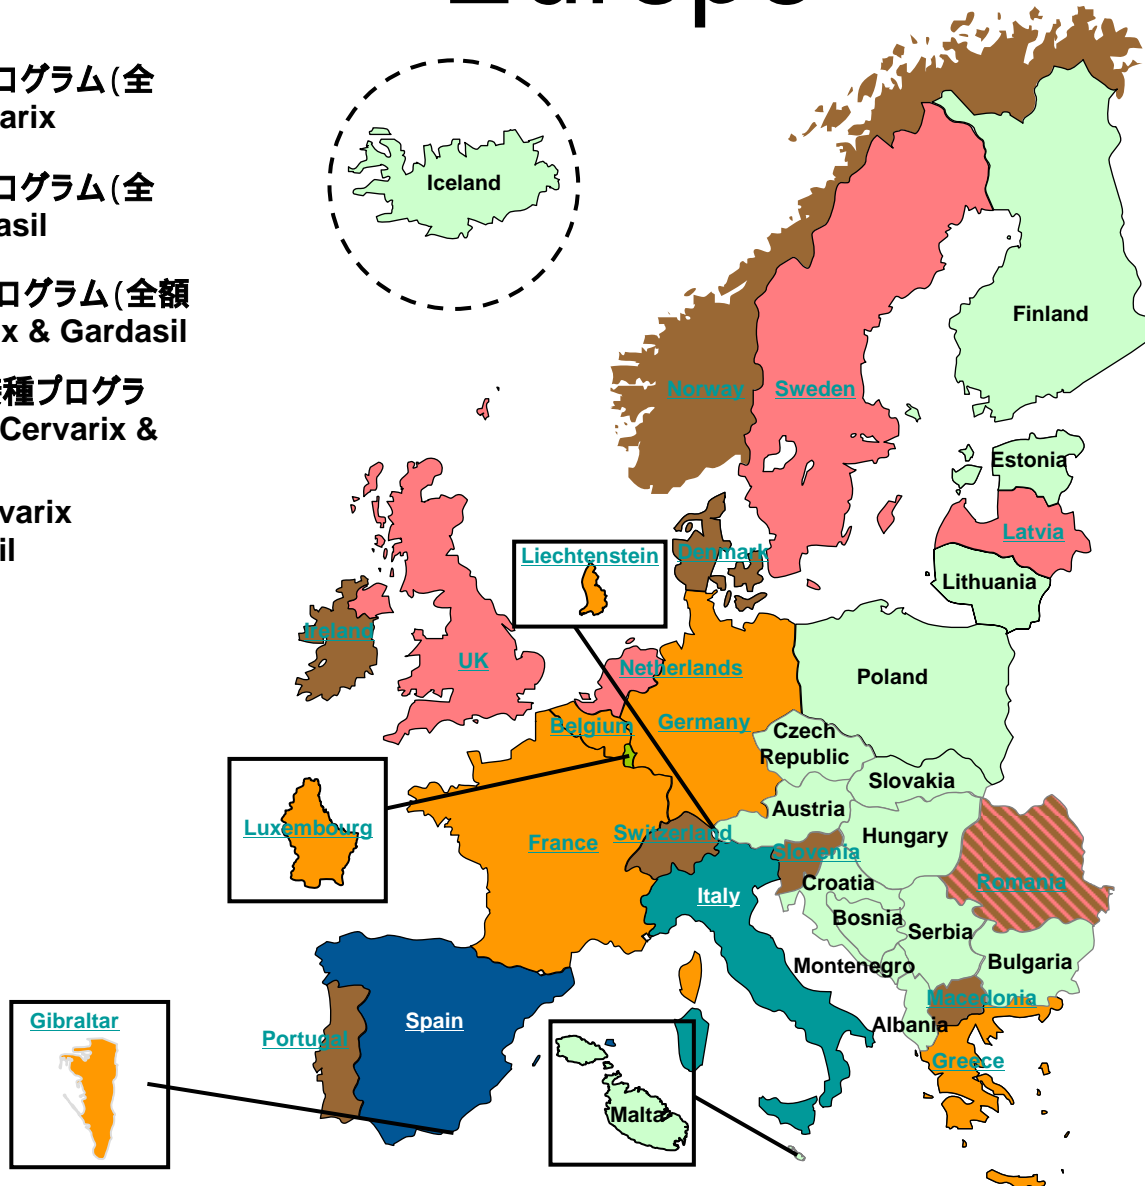 Europe
ログラム(全
arix
ログラム(全
asil
ログラム(全額
x & Gardasil
種プログラ
Cervarix &
varix
il
Iceland
Finland
Norway
Sweden
Estonia
Latvia
Lithuania
Liechtenstein
Denmark
Ireland
UK
Netherlands
Poland
Belgium
Germany
Czech
Republic
Slovakia
Austria
Luxembourg
France
Switzerland
Hungary
Slovenia
Romania
Croatia
Italy
Bosnia
Serbia
Montenegro
Bulgaria
Macedonia
Gibraltar
Spain
Albania
Portugal
Greece
Malta